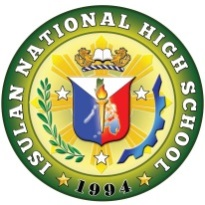 ISULAN NATIONAL HIGH SCHOOL
1994